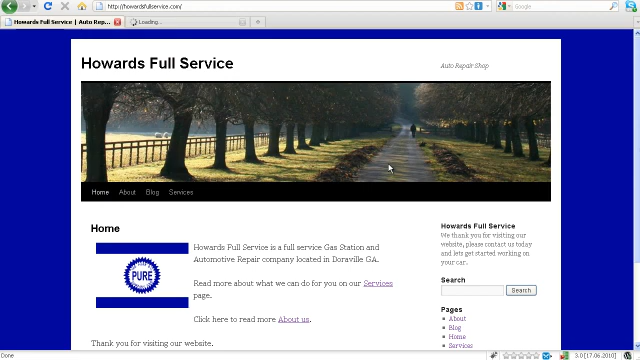 http://howardsfullservice.com/
Google
Howards Full Service | Auto Rep...
Loading...
Howards Full Service
Auto Repair Shop
Home About Blog Services
Home
Howards Full Service is a full service Gas Station and
Automotive Repair company located in Doraville GA.
PURE
Read more about what we can do for you on our Services
page.
Click here to read more About us.
Thank you for visiting our website.
Howards Full Service
We thank you for visiting our
website, please contact us today
and lets get started working on
your car.
Search
Search
Pages
About
Blog
Home
Services
Done
3.0 [17.06.2010]